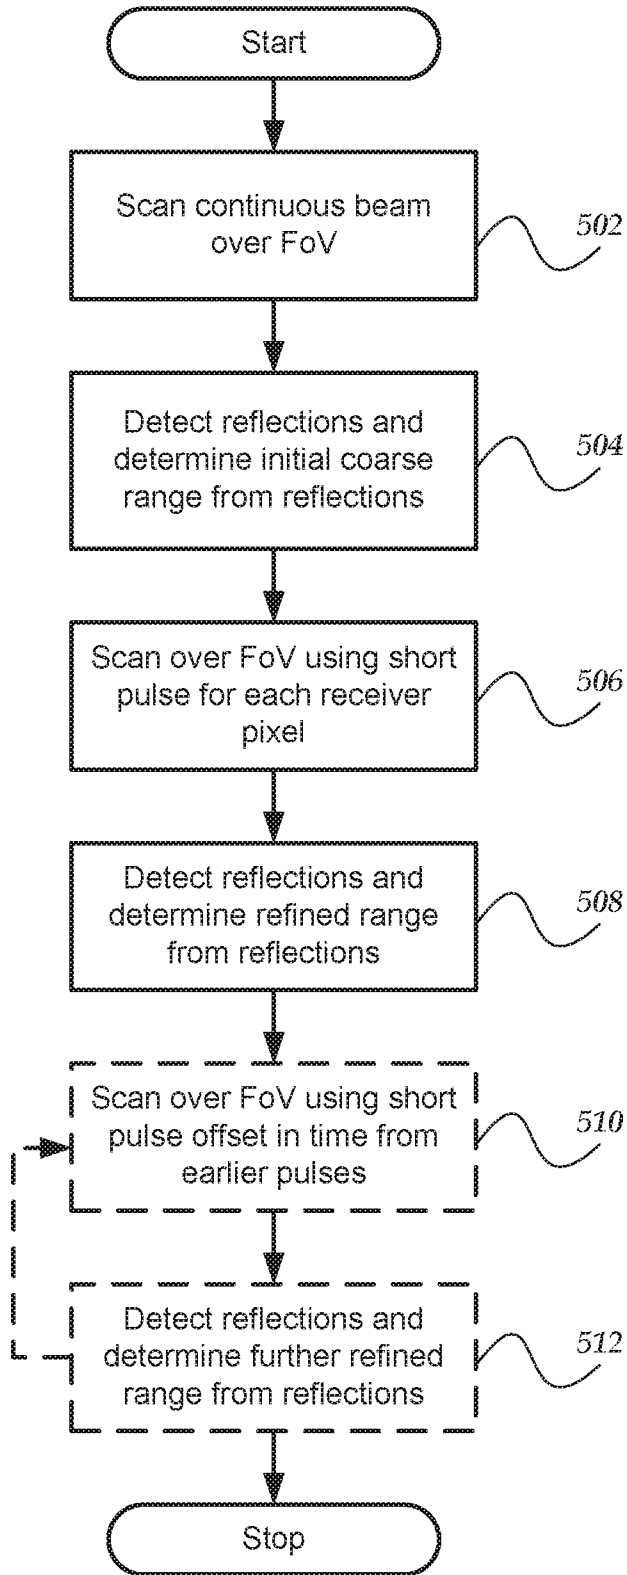 Start
Scan continuous beam
over FoV
502
Detect reflections and
determine initial coarse
range from reflections
504
Scan over FoV using short
pulse for each receiver
pixel
506
Detect reflections and
determine refined range
from reflections
508
Scan over FoV using short
pulse offset in time from
earlier pulses
510
Detect reflections and
determine further refined
range from reflections
512
Stop